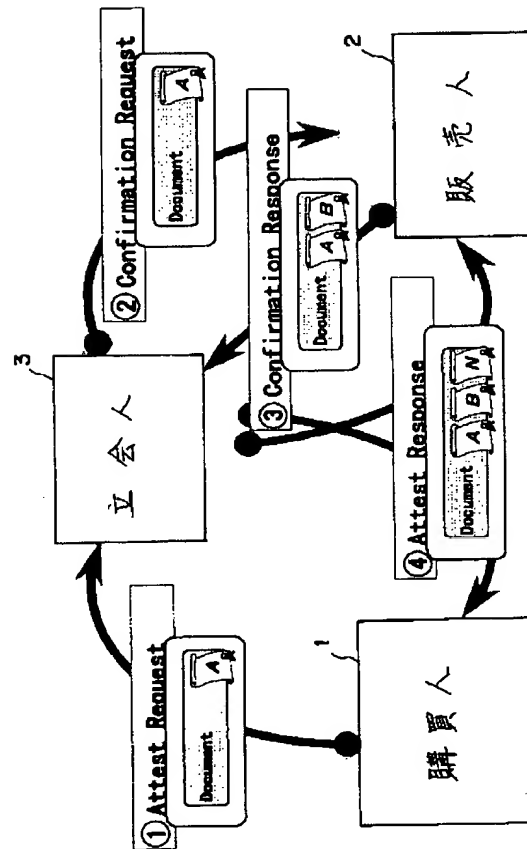 3
立会人
① Attest Request
Document
A
② Confirmation Request
Document
A
③ Confirmation Response
Document
A B
④ Attest Response
Document
A B N
1
購買人
2
販売人